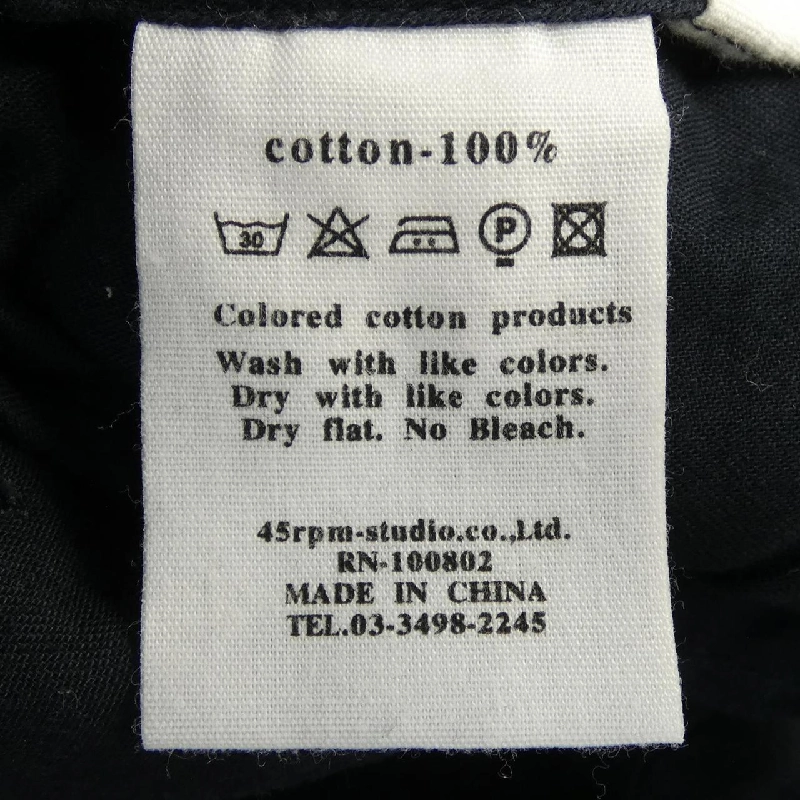 cotton-100%
30 P
Colored cotton products
Wash with like colors.
Dry with like colors.
Dry flat. No Bleach.
45rpm-studio.co.,Ltd.
RN-100802
MADE IN CHINA
TEL.03-3498-2245